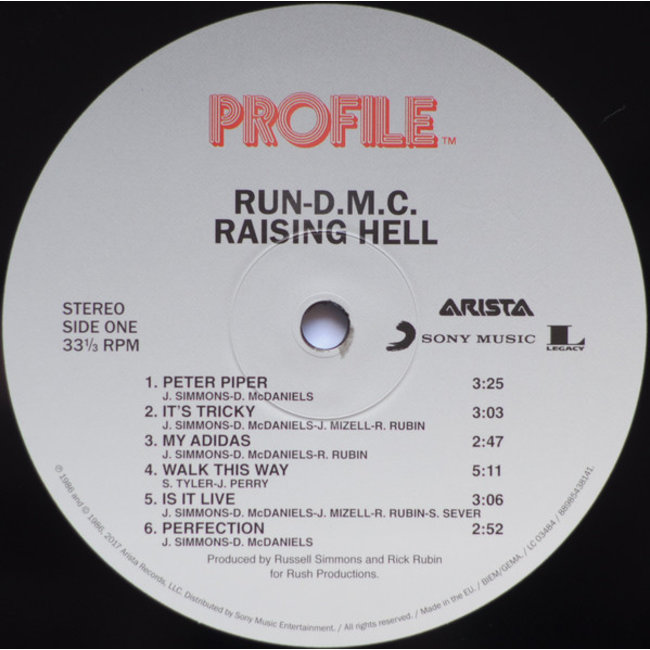 PROFILE™
RUN-D.M.C.
RAISING HELL
STEREO
SIDE ONE
33⅓ RPM
ARISTA
SONY MUSIC
L
LEGACY
1. PETER PIPER 3:25
J. SIMMONS-D. McDANIELS
2. IT'S TRICKY 3:03
J. SIMMONS-D. McDANIELS-J. MIZELL-R. RUBIN
3. MY ADIDAS 2:47
J. SIMMONS-D. McDANIELS-R. RUBIN
4. WALK THIS WAY 5:11
S. TYLER-J. PERRY
5. IS IT LIVE 3:06
J. SIMMONS-D. McDANIELS-J. MIZELL-R. RUBIN-S. SEVER
6. PERFECTION 2:52
J. SIMMONS-D. McDANIELS
Produced by Russell Simmons and Rick Rubin
for Rush Productions.
℗ 1986 and © 1986, 2017 Arista Records, LLC. Distributed by Sony Music Entertainment. / All rights reserved. / Made in the EU. / BIEM/GEMA. / LC 03484 / 88985438141.